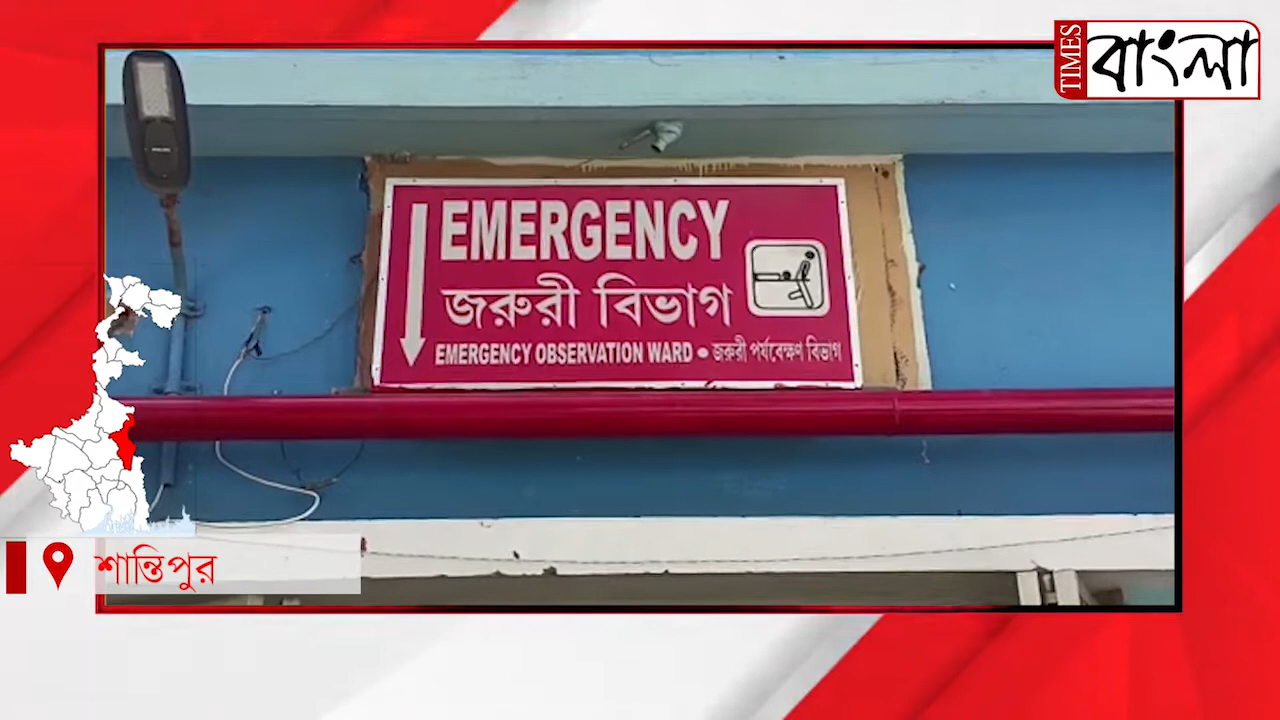 TIMES বাংলা
EMERGENCY
জরুরী বিভাগ
EMERGENCY OBSERVATION WARD • জরুরী পর্যবেক্ষণ বিভাগ
শান্তিপুর